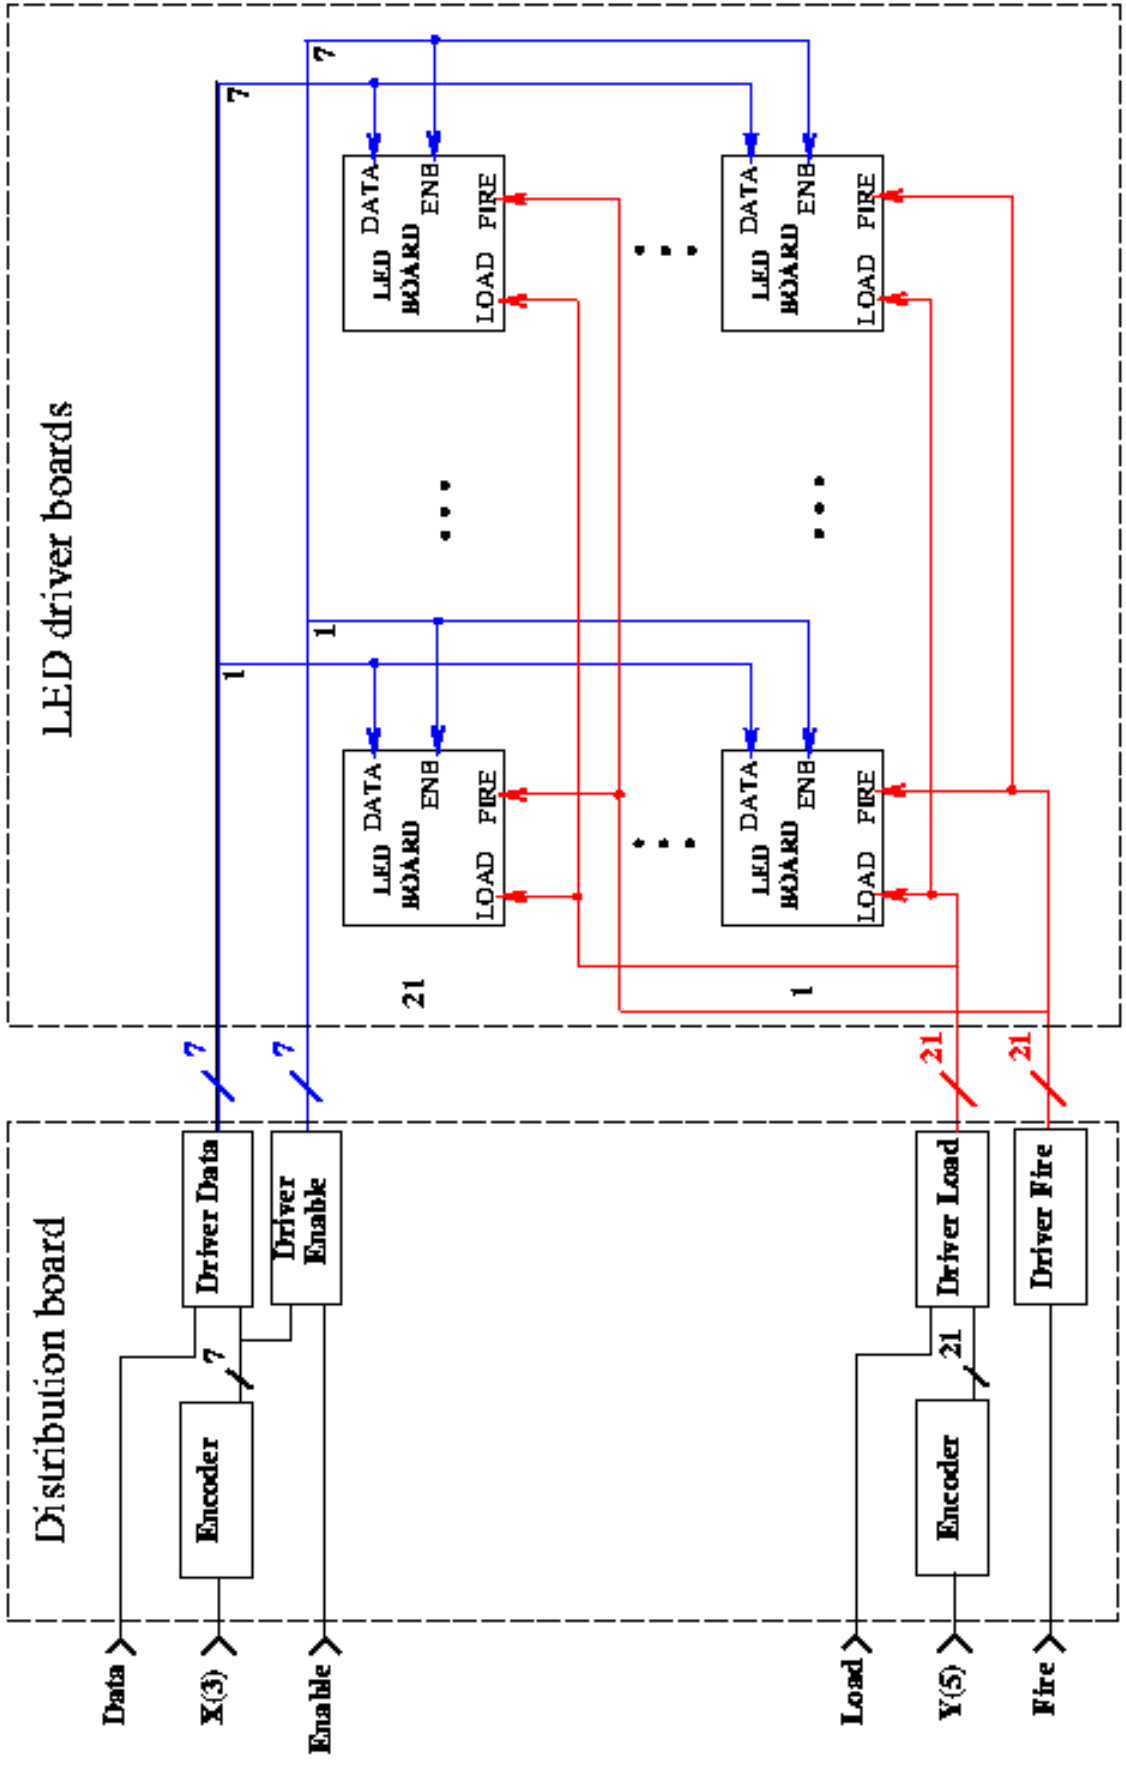 LED driver boards
7
7
DATA
ENB
FIRE
LOAD
LED
BOARD
DATA
ENB
FIRE
LOAD
LED
BOARD
1
1
DATA
ENB
FIRE
LOAD
LED
BOARD
DATA
ENB
FIRE
LOAD
LED
BOARD
21
1
7
7
21
21
Distribution board
Driver Data
Driver
Enable
Driver Load
Driver Fire
7
21
Encoder
Encoder
Data
X(3)
Enable
Load
Y(5)
Fire